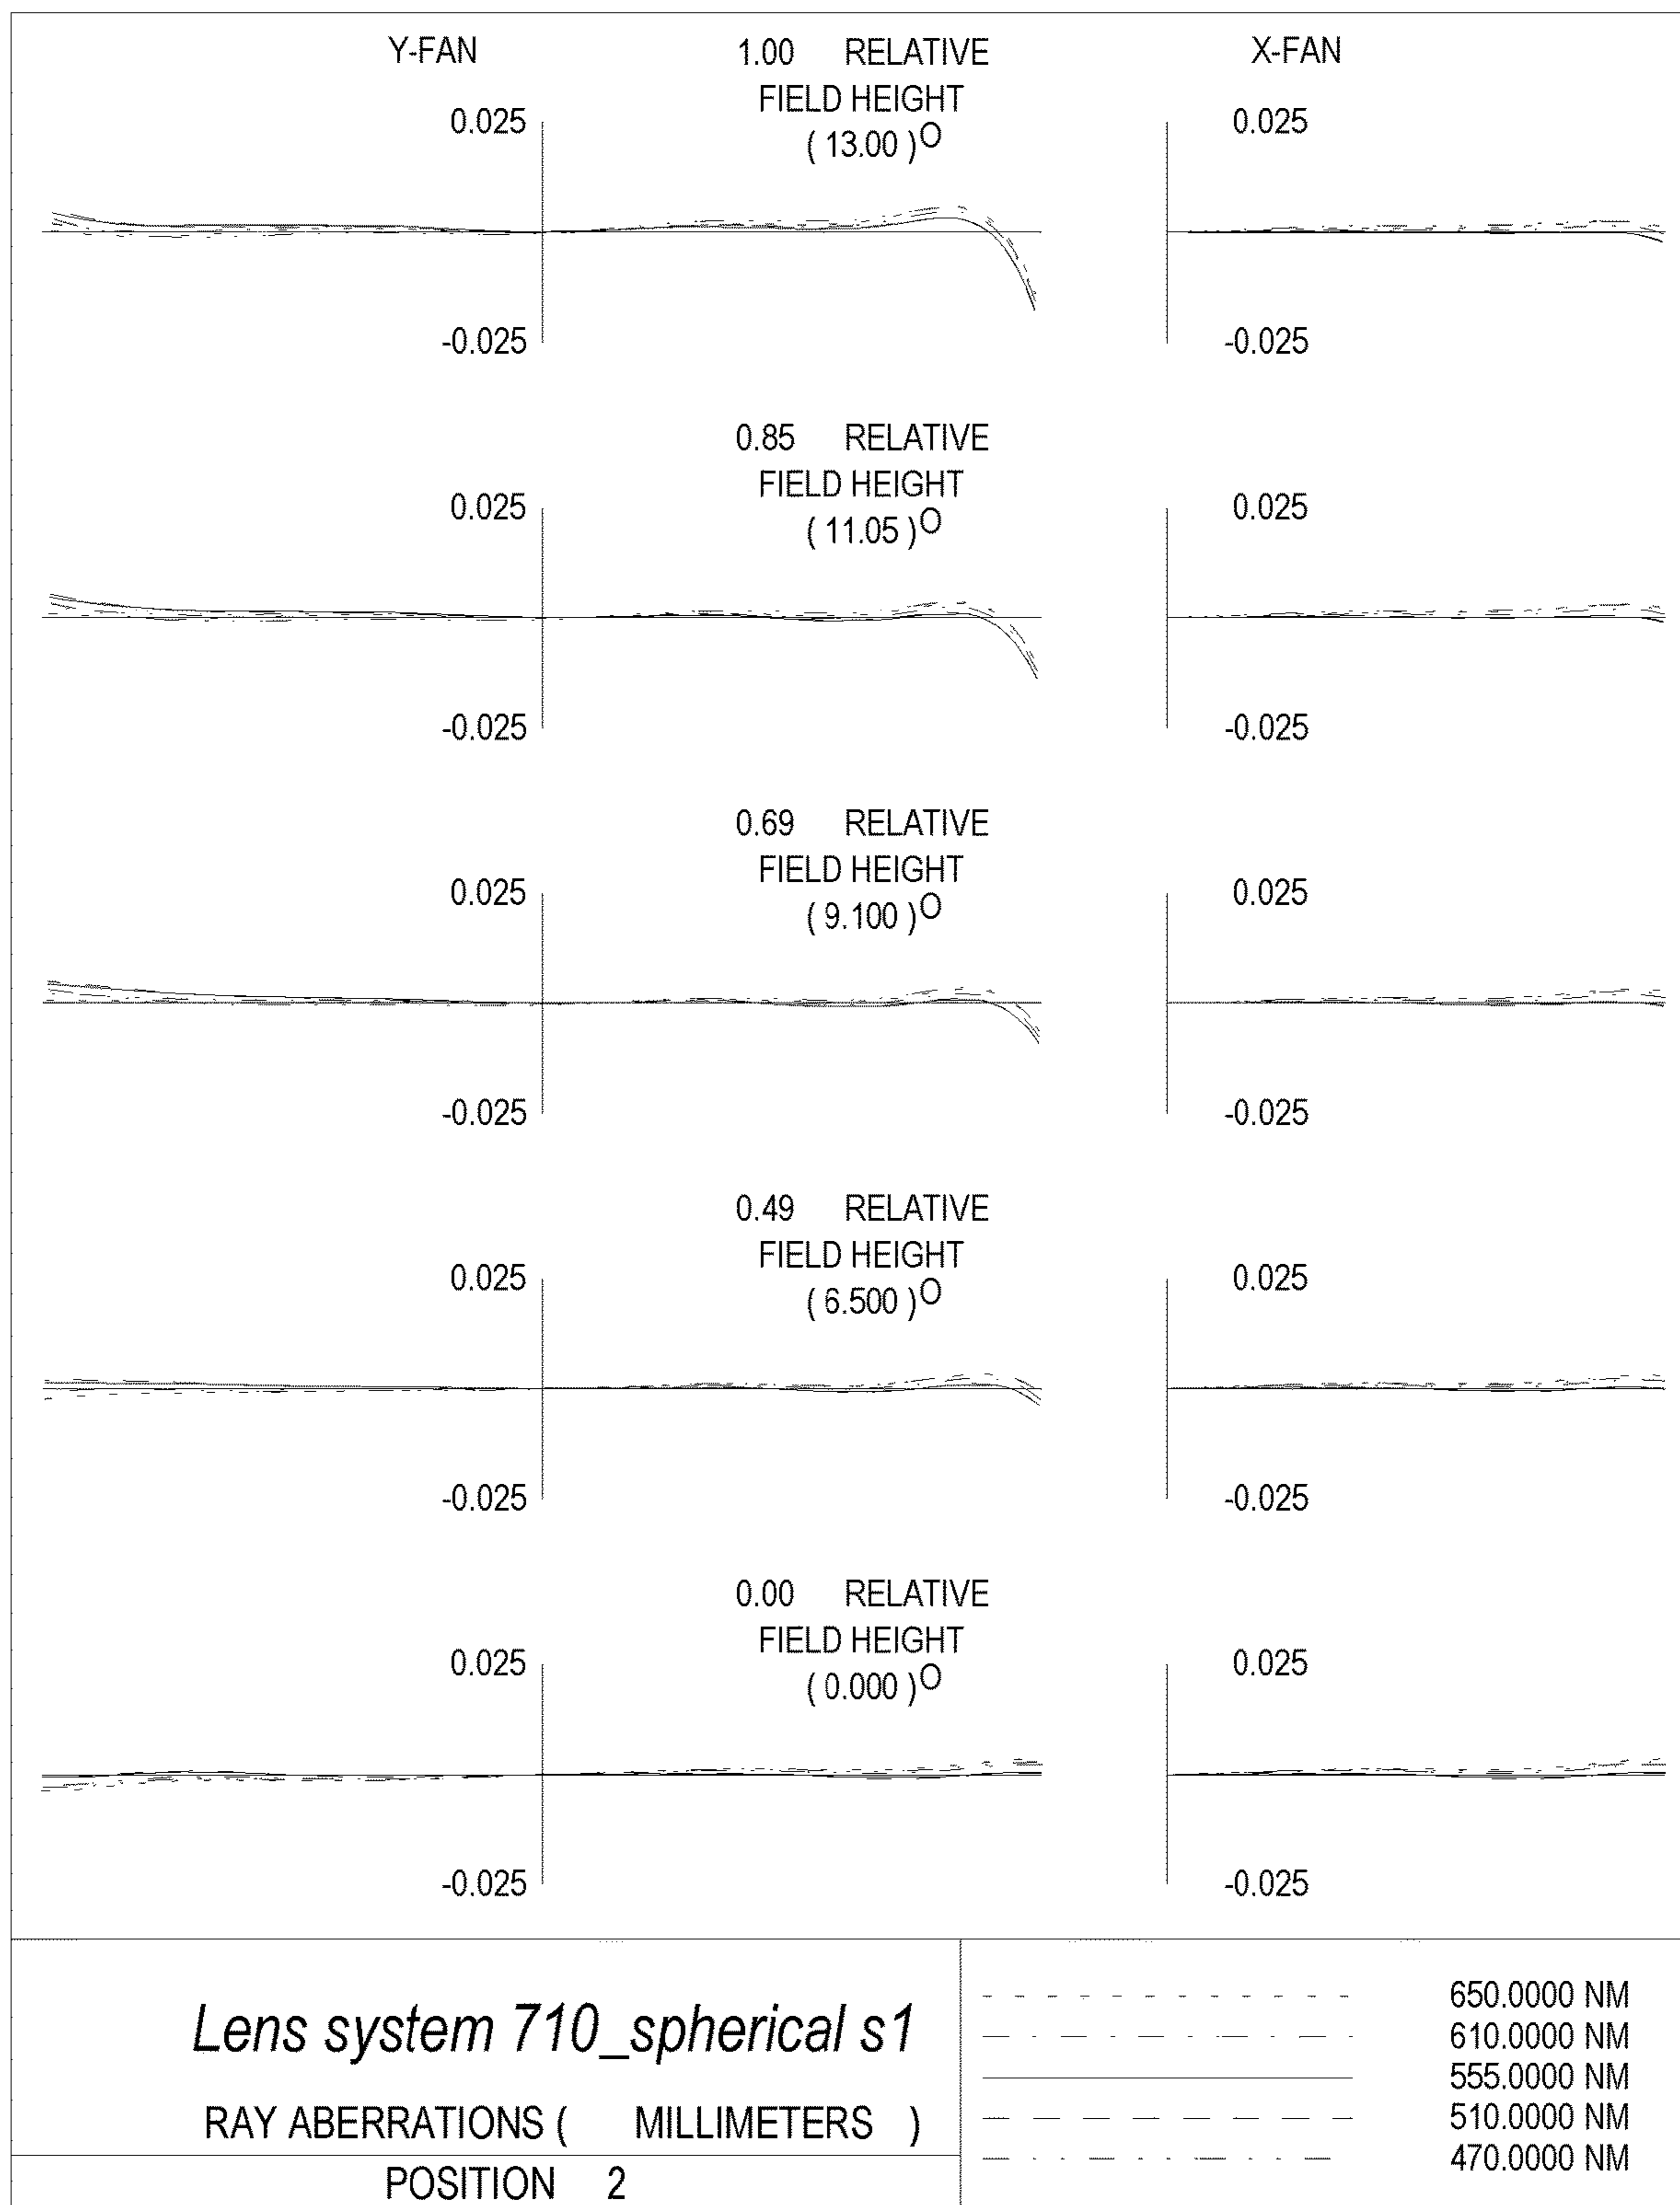 Y-FAN 1.00 RELATIVE X-FAN
FIELD HEIGHT
0.025 ( 13.00 )O 0.025
-0.025 -0.025
0.85 RELATIVE
FIELD HEIGHT
0.025 ( 11.05 )O 0.025
-0.025 -0.025
0.69 RELATIVE
FIELD HEIGHT
0.025 ( 9.100 )O 0.025
-0.025 -0.025
0.49 RELATIVE
FIELD HEIGHT
0.025 ( 6.500 )O 0.025
-0.025 -0.025
0.00 RELATIVE
FIELD HEIGHT
0.025 ( 0.000 )O 0.025
-0.025 -0.025
Lens system 710_spherical s1
RAY ABERRATIONS ( MILLIMETERS )
POSITION 2
650.0000 NM
610.0000 NM
555.0000 NM
510.0000 NM
470.0000 NM